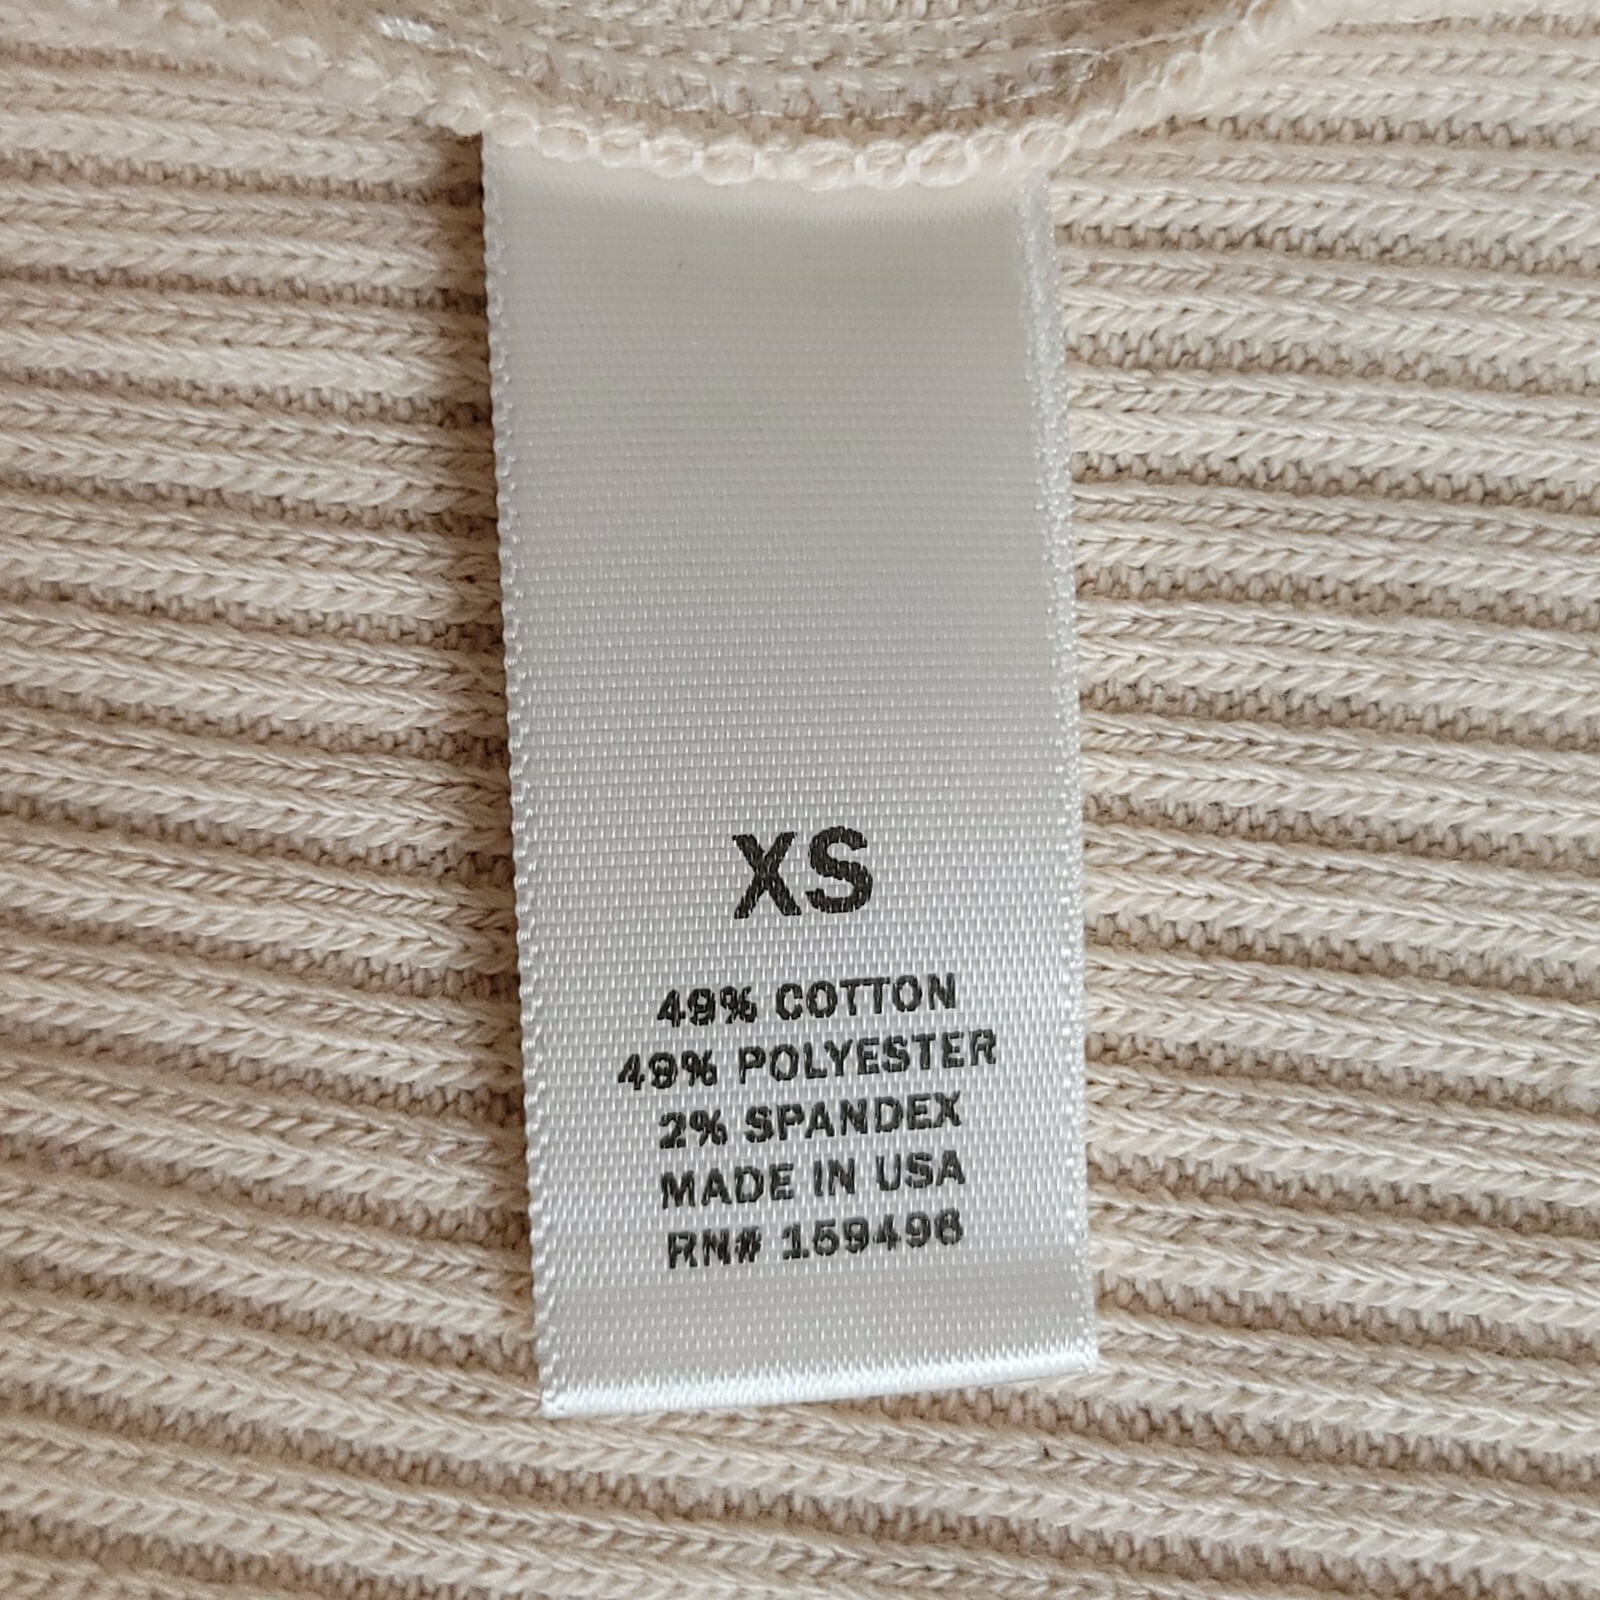 XS
49% COTTON
49% POLYESTER
2% SPANDEX
MADE IN USA
RN# 159496